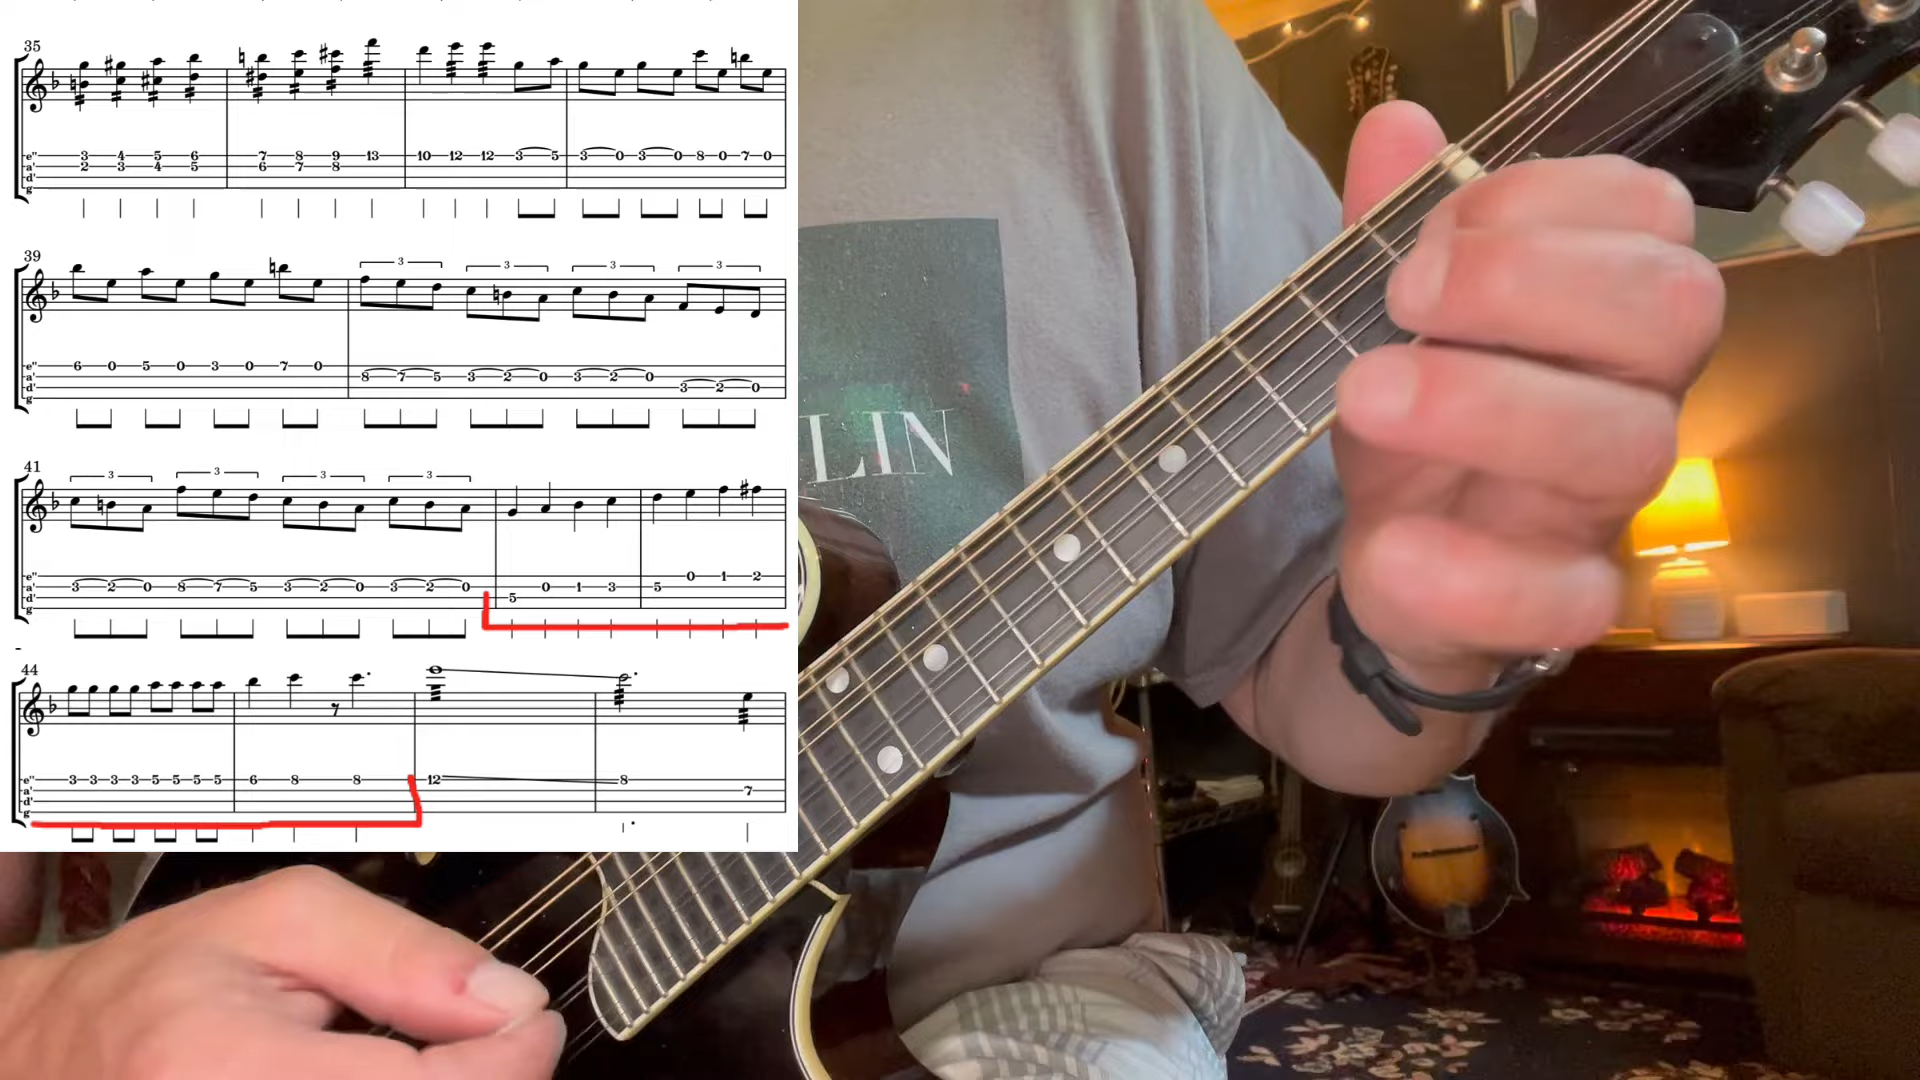 35
e" 3 4 5 6 7 8 9 13 10 12 12 3 5 3 0 3 0 8 0 7 0
a' 2 3 4 5 6 7 8
d'
g
39
3 3 3 3
e" 6 0 5 0 3 0 7 0
a' 8 7 5 3 2 0 3 2 0
d' 3 2 0
g
41
3 3 3 3
e" 0 1 2
a' 3 2 0 8 7 5 3 2 0 3 2 0 0 1 3 5
d' 5
g
44
e" 3 3 3 3 5 5 5 5 6 8 8 12 8
a' 7
d'
g
LIN